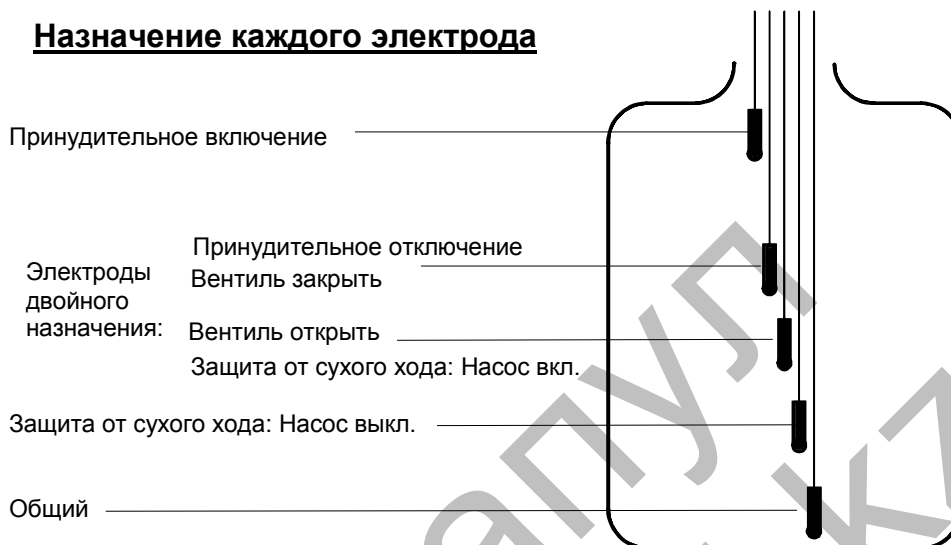 Назначение каждого электрода
Принудительное включение
Электроды
двойного
назначения:
Принудительное отключение
Вентиль закрыть
Вентиль открыть
Защита от сухого хода: Насос вкл.
Защита от сухого хода: Насос выкл.
Общий